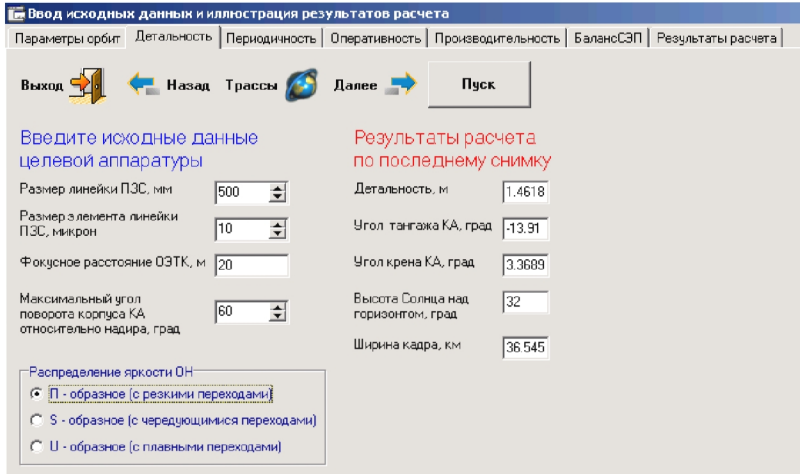 Ввод исходных данных и иллюстрация результатов расчета
Параметры орбит Детальность Периодичность Оперативность Производительность БалансСЭП Результаты расчета
Выход Назад Трассы Далее Пуск
Введите исходные данные
целевой аппаратуры
Размер линейки ПЗС, мм 500
Размер элемента линейки
ПЗС, микрон 10
Фокусное расстояние ОЭТК, м 20
Максимальный угол
поворота корпуса КА 60
относительно надира, град
Распределение яркости ОН
П - образное (с резкими переходами)
S - образное (с чередующимися переходами)
U - образное (с плавными переходами)
Результаты расчета
по последнему снимку
Детальность, м 1.4618
Угол тангажа КА, град -13.91
Угол крена КА, град 3.3689
Высота Солнца над 32
горизонтом, град
Ширина кадра, км 36.545